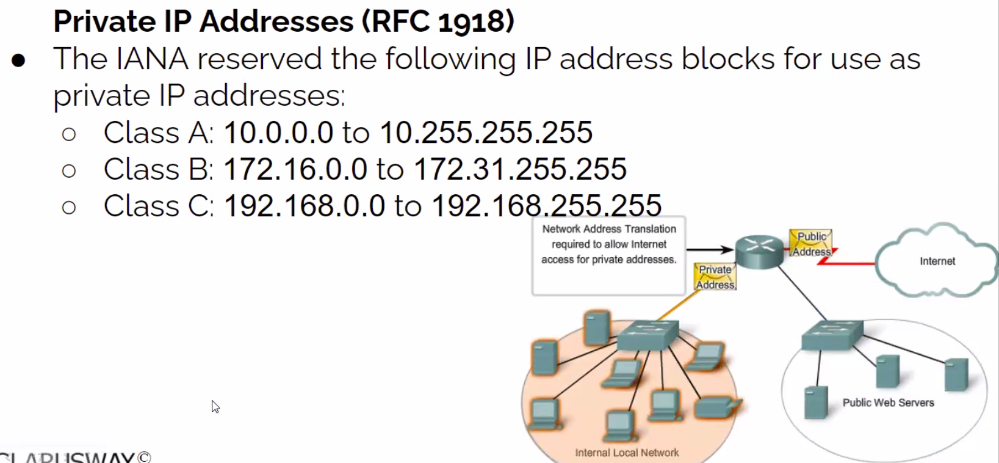 Private IP Addresses (RFC 1918)
● The IANA reserved the following IP address blocks for use as
private IP addresses:
○ Class A: 10.0.0.0 to 10.255.255.255
○ Class B: 172.16.0.0 to 172.31.255.255
○ Class C: 192.168.0.0 to 192.168.255.255
Network Address Translation
required to allow Internet
access for private addresses.
Public
Address
Internet
Private
Address
Public Web Servers
Internal Local Network
CLARUSWAY©